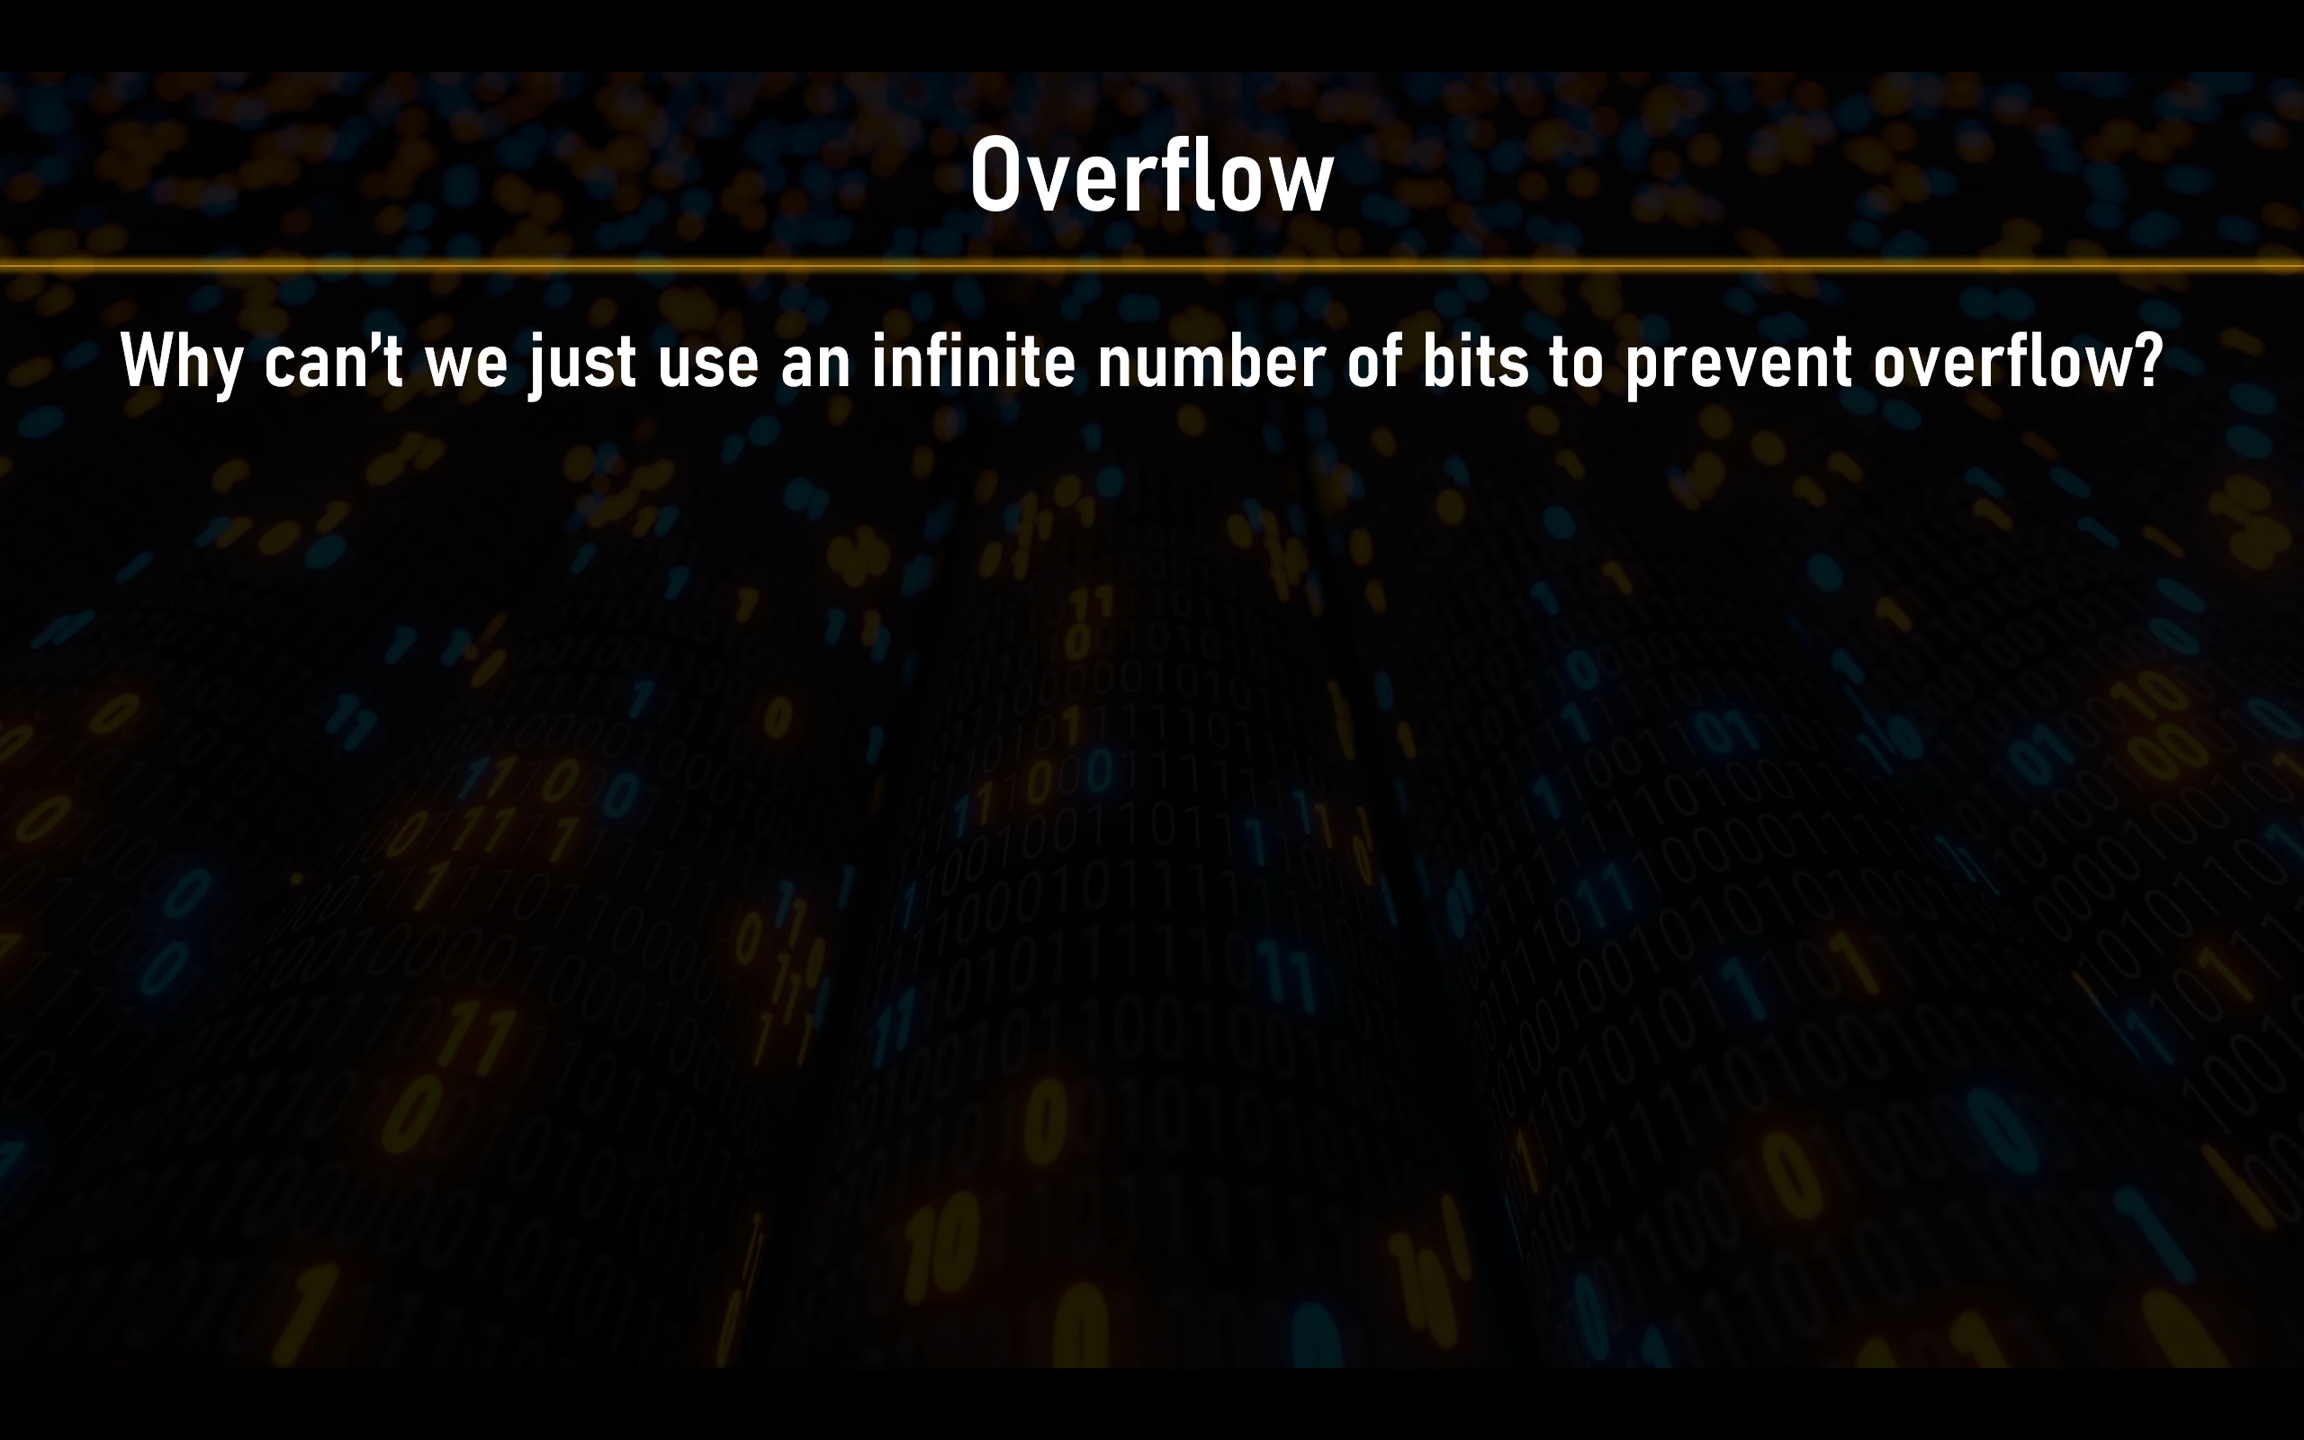 Overflow
Why can’t we just use an infinite number of bits to prevent overflow?